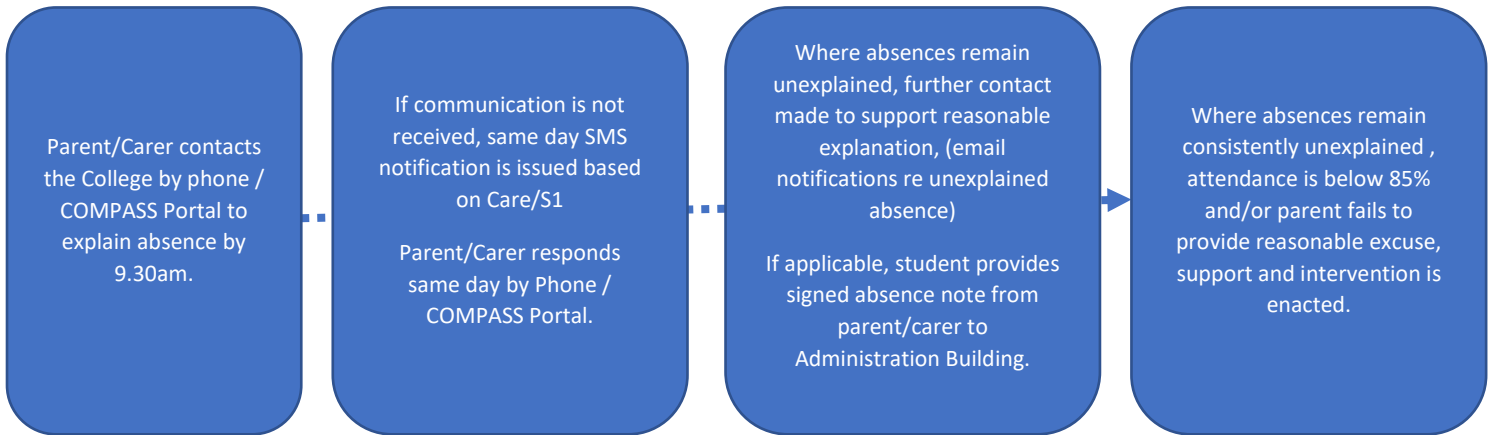 Parent/Carer contacts
the College by phone /
COMPASS Portal to
explain absence by
9.30am.
If communication is not
received, same day SMS
notification is issued based
on Care/S1
Parent/Carer responds
same day by Phone /
COMPASS Portal.
Where absences remain
unexplained, further contact
made to support reasonable
explanation, (email
notifications re unexplained
absence)
If applicable, student provides
signed absence note from
parent/carer to
Administration Building.
Where absences remain
consistently unexplained ,
attendance is below 85%
and/or parent fails to
provide reasonable excuse,
support and intervention is
enacted.